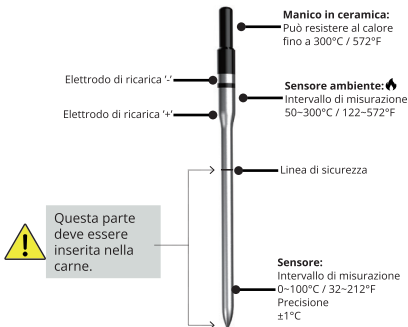 Manico in ceramica:
Può resistere al calore
fino a 300°C / 572°F
Elettrodo di ricarica '-'
Sensore ambiente:
Intervallo di misurazione
50~300°C / 122~572°F
Elettrodo di ricarica '+'
Linea di sicurezza
Questa parte
deve essere
inserita nella
carne.
Sensore:
Intervallo di misurazione
0~100°C / 32~212°F
Precisione
±1°C